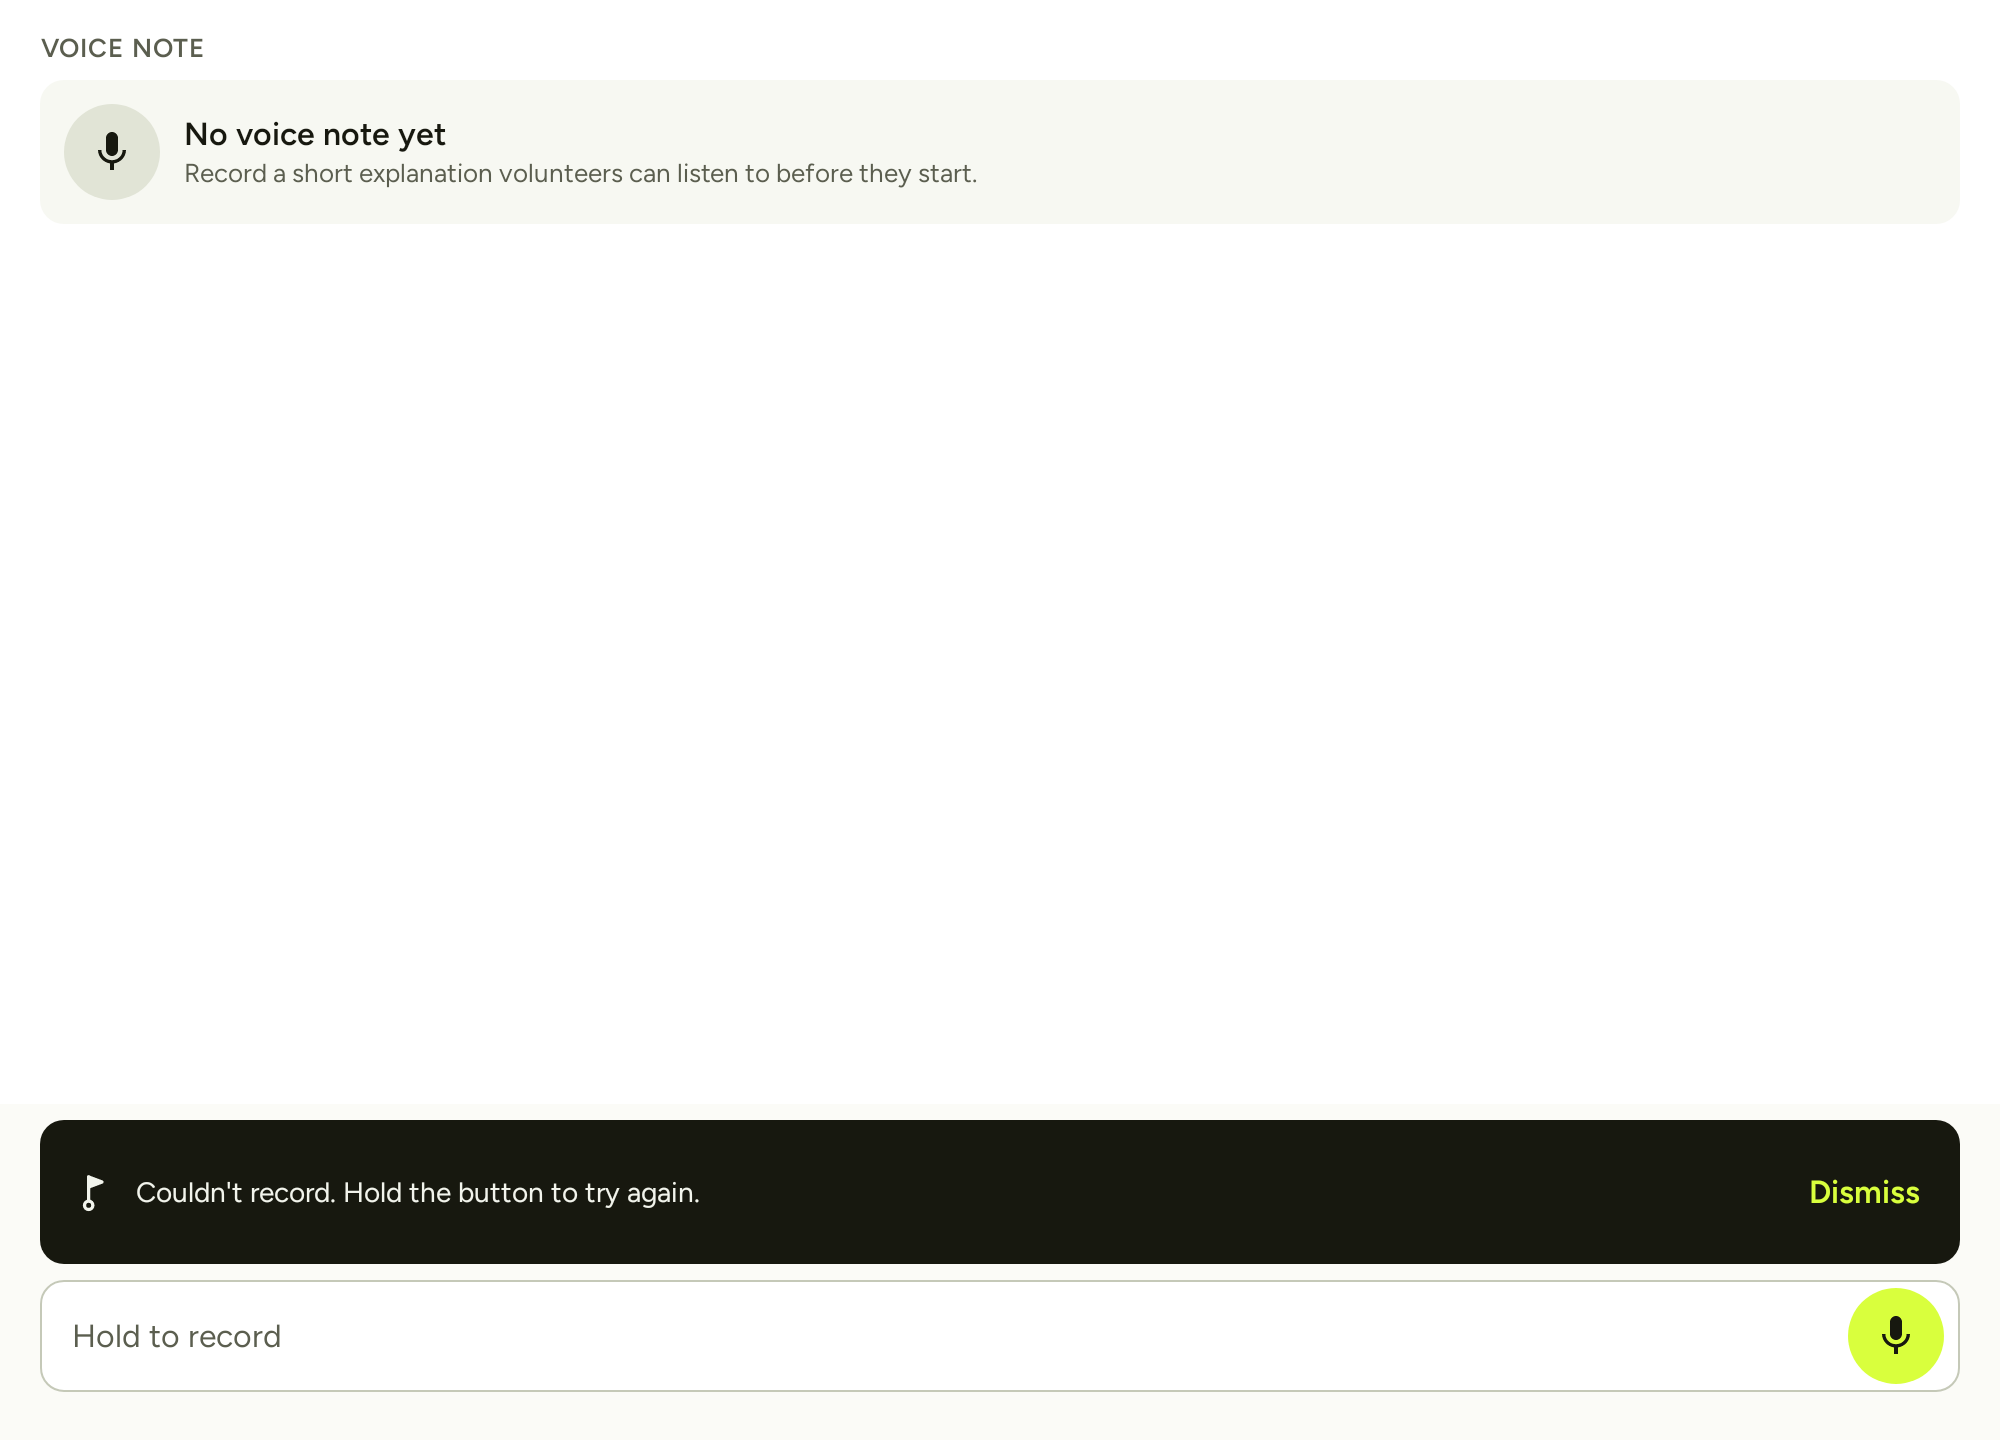 VOICE NOTE
No voice note yet
Record a short explanation volunteers can listen to before they start.
Couldn't record. Hold the button to try again.
Dismiss
Hold to record